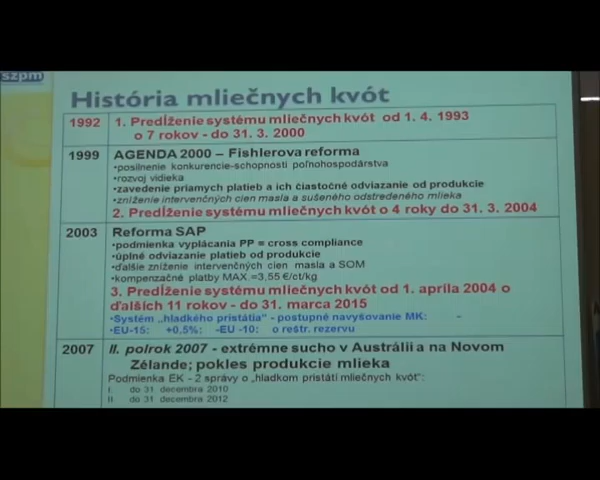 szpm
História mliečnych kvót
1992 1. Predĺženie systému mliečnych kvót od 1. 4. 1993
o 7 rokov - do 31. 3. 2000
1999 AGENDA 2000 – Fishlerova reforma
•posilnenie konkurencie-schopnosti poľnohospodárstva
•rozvoj vidieka
•zavedenie priamych platieb a ich čiastočné odviazanie od produkcie
•zníženie intervenčných cien masla a sušeného odstredeného mlieka
2. Predĺženie systému mliečnych kvót o 4 roky do 31. 3. 2004
2003 Reforma SAP
•podmienka vyplácania PP = cross compliance
•úplné odviazanie platieb od produkcie
•ďalšie zníženie intervenčných cien masla a SOM
•kompenzačné platby MAX.=3,55 €/ct/kg
3. Predĺženie systému mliečnych kvót od 1. apríla 2004 o
ďalších 11 rokov - do 31. marca 2015
•Systém „hladkého pristátia" - postupné navyšovanie MK: -
•EU-15: +0,5%: -EU -10: o reštr. rezervu
2007 II. polrok 2007 - extrémne sucho v Austrálii a na Novom
Zélande; pokles produkcie mlieka
Podmienka EK - 2 správy o „hladkom pristátí mliečnych kvót":
I. do 31 decembra 2010
II do 31 decembra 2012